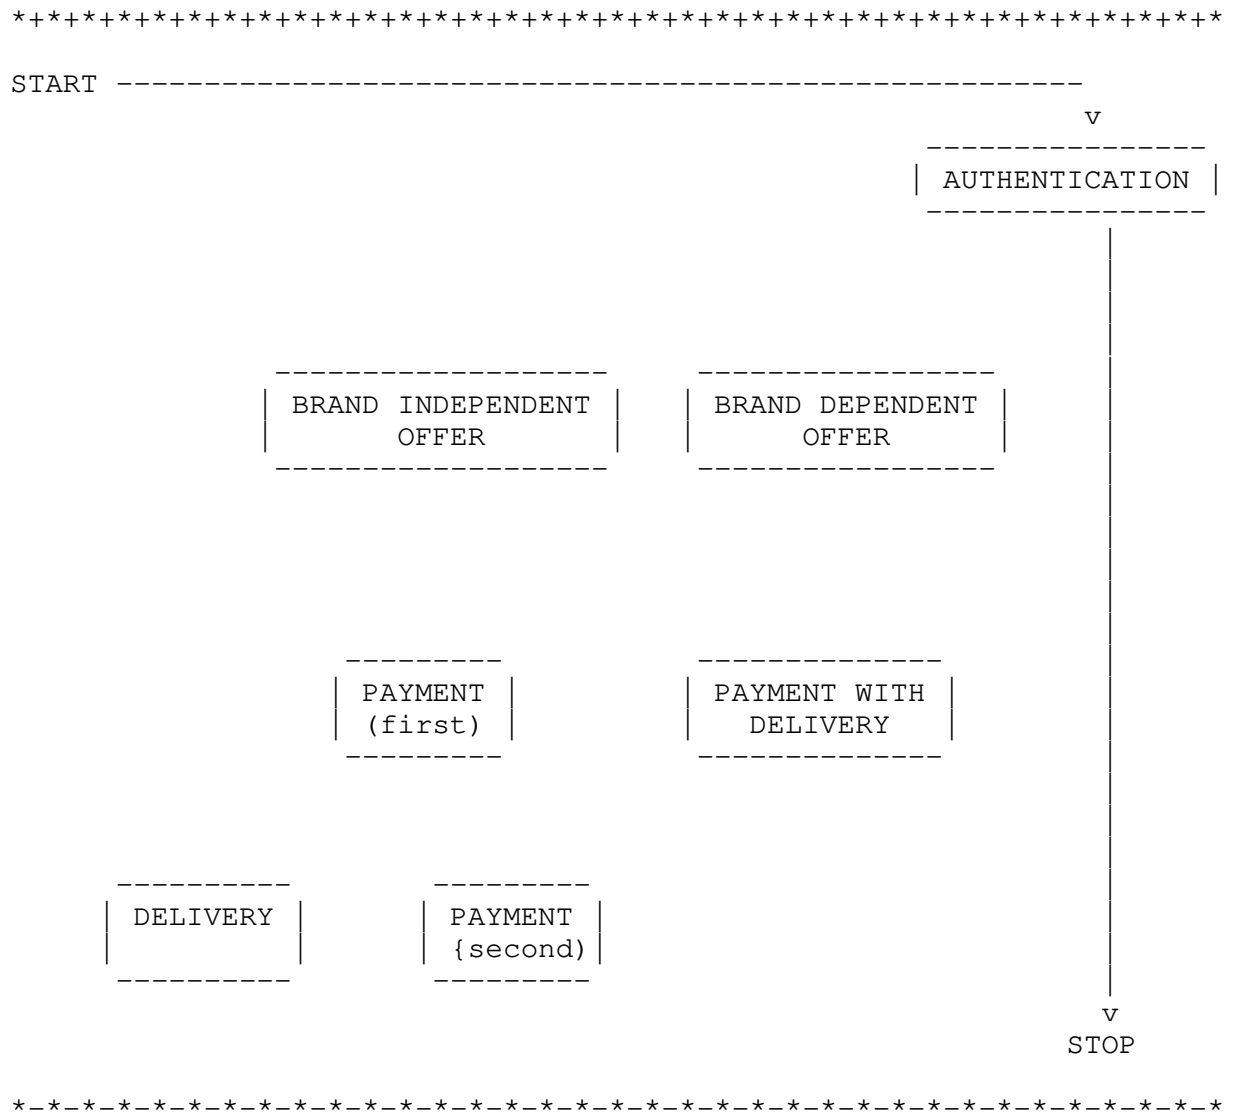 *+*+*+*+*+*+*+*+*+*+*+*+*+*+*+*+*+*+*+*+*+*+*+*+*+*+*+*+*+*+*+*+*+*+*
START -------------------------------------------------------
v
----------------
| AUTHENTICATION |
----------------
------------------- -----------------
| BRAND INDEPENDENT | | BRAND DEPENDENT | |
| OFFER | | OFFER | |
------------------- -----------------
--------- --------------
| PAYMENT | | PAYMENT WITH | |
| (first) | | DELIVERY | |
--------- --------------
---------- ---------
| DELIVERY | | PAYMENT | |
| | | {second)| |
---------- ---------
v
STOP
*-*-*-*-*-*-*-*-*-*-*-*-*-*-*-*-*-*-*-*-*-*-*-*-*-*-*-*-*-*-*-*-*-*-*